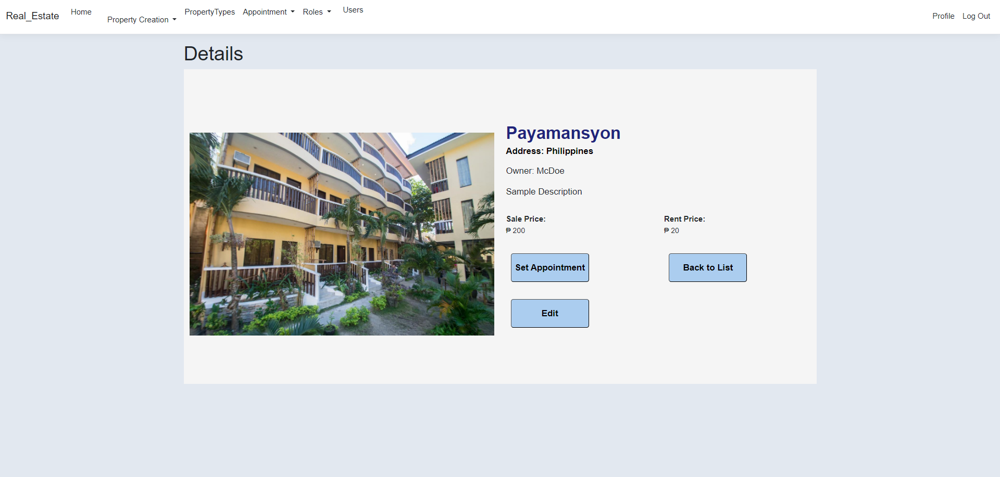 Real_Estate
Home
Property Creation
PropertyTypes
Appointment
Roles
Users
Profile
Log Out
Details
Payamansyon
Address: Philippines
Owner: McDoe
Sample Description
Sale Price:
₱ 200
Rent Price:
₱ 20
Set Appointment
Back to List
Edit